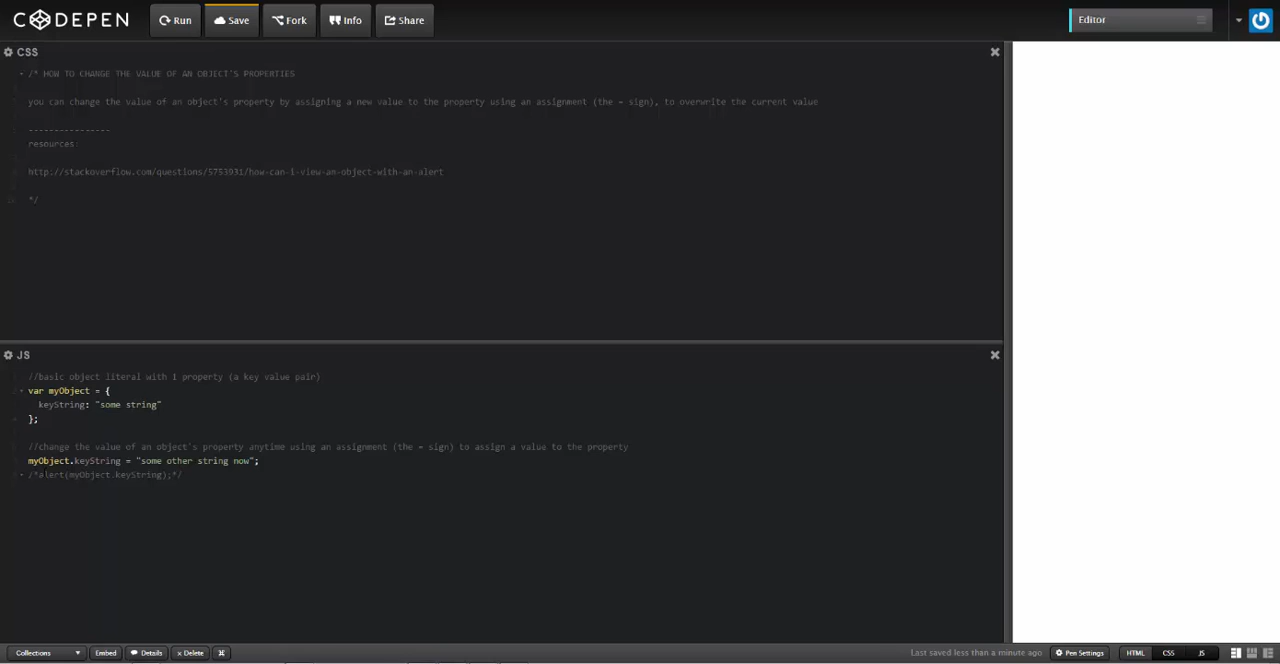 CODEPEN
Run
Save
Fork
Info
Share
Editor
CSS
/* HOW TO CHANGE THE VALUE OF AN OBJECT'S PROPERTIES
you can change the value of an object's property by assigning a new value to the property using an assignment (the = sign), to overwrite the current value
----------------
resources:
http://stackoverflow.com/questions/5753931/how-can-i-view-an-object-with-an-alert
*/
JS
//basic object literal with 1 property (a key value pair)
var myObject = {
keyString: "some string"
};
//change the value of an object's property anytime using an assignment (the = sign) to assign a value to the property
myObject.keyString = "some other string now";
/*alert(myObject.keyString);*/
Collections
Embed
Details
× Delete
⌘
Last saved less than a minute ago
Pen Settings
HTML
CSS
JS